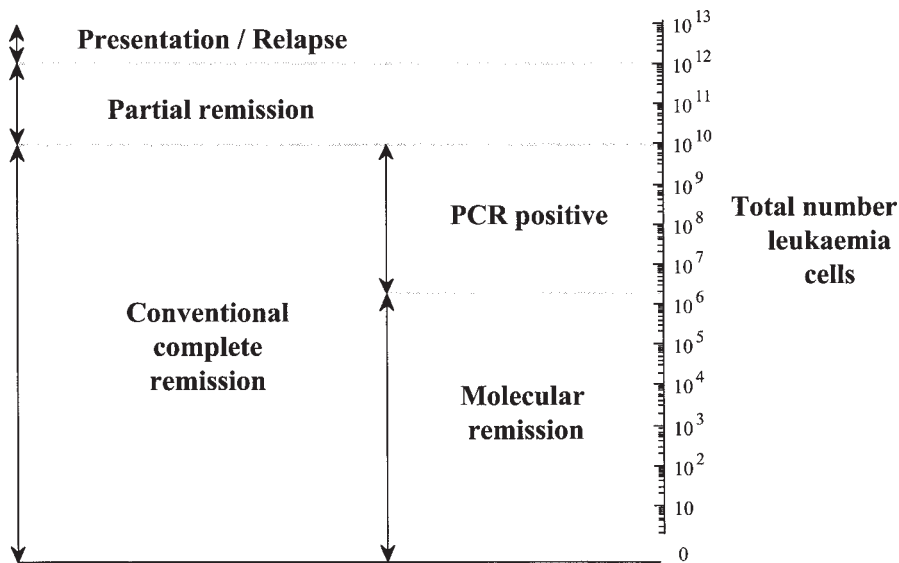 Presentation / Relapse
Partial remission
Conventional
complete
remission
PCR positive
Molecular
remission
10^13
10^12
10^11
10^10
10^9
10^8
10^7
10^6
10^5
10^4
10^3
10^2
10
0
Total number
leukaemia
cells